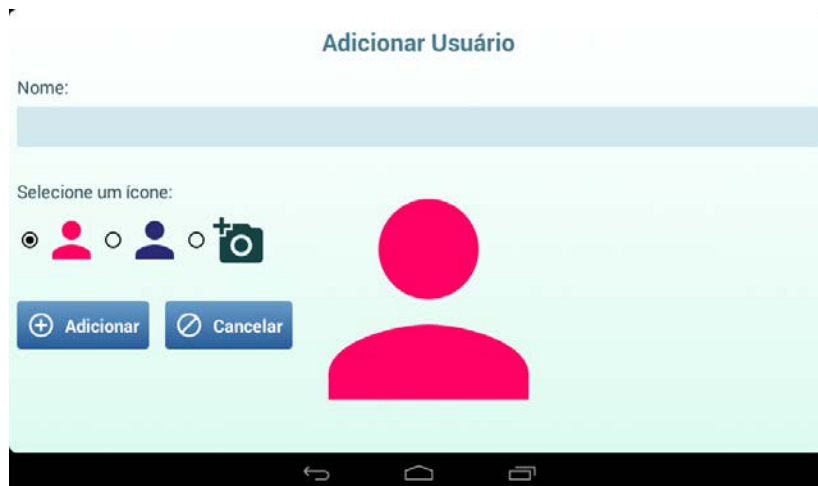 Adicionar Usuário
Nome:
Selecione um ícone:
Adicionar Cancelar